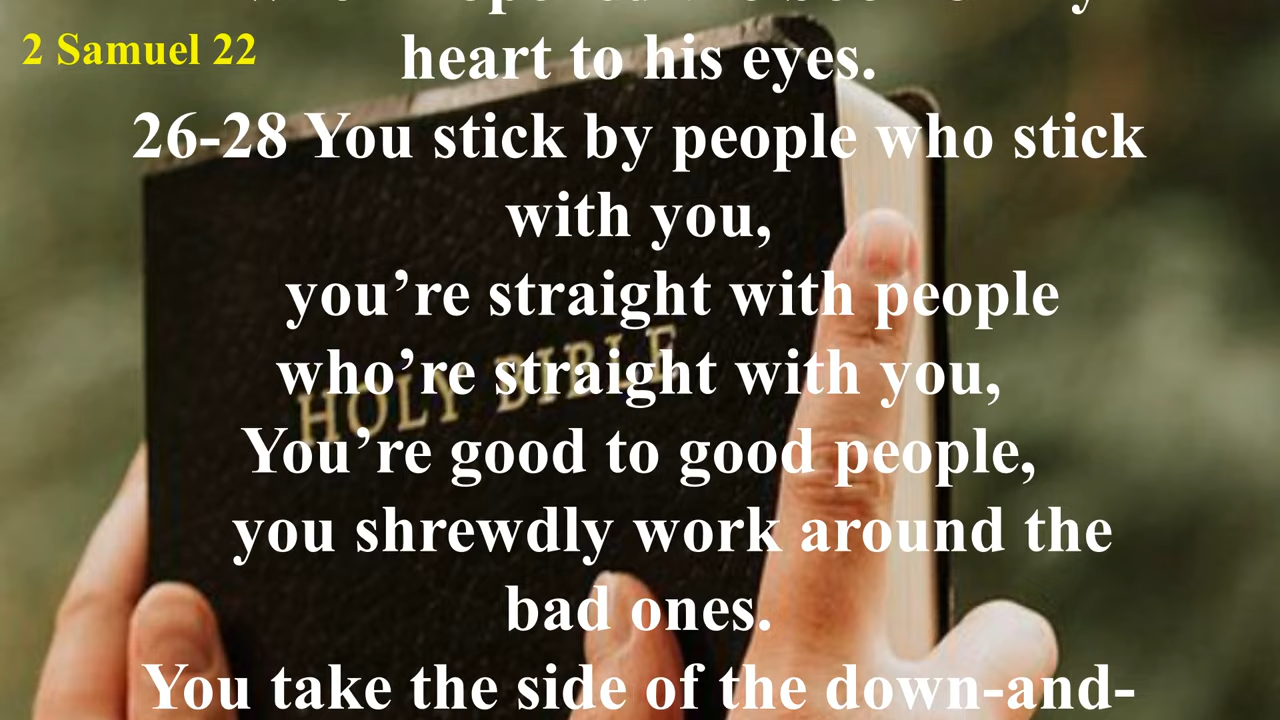 2 Samuel 22
heart to his eyes.
26-28 You stick by people who stick
with you,
you’re straight with people
who’re straight with you,
You’re good to good people,
you shrewdly work around the
bad ones.
You take the side of the down-and-
HOLY BIBLE